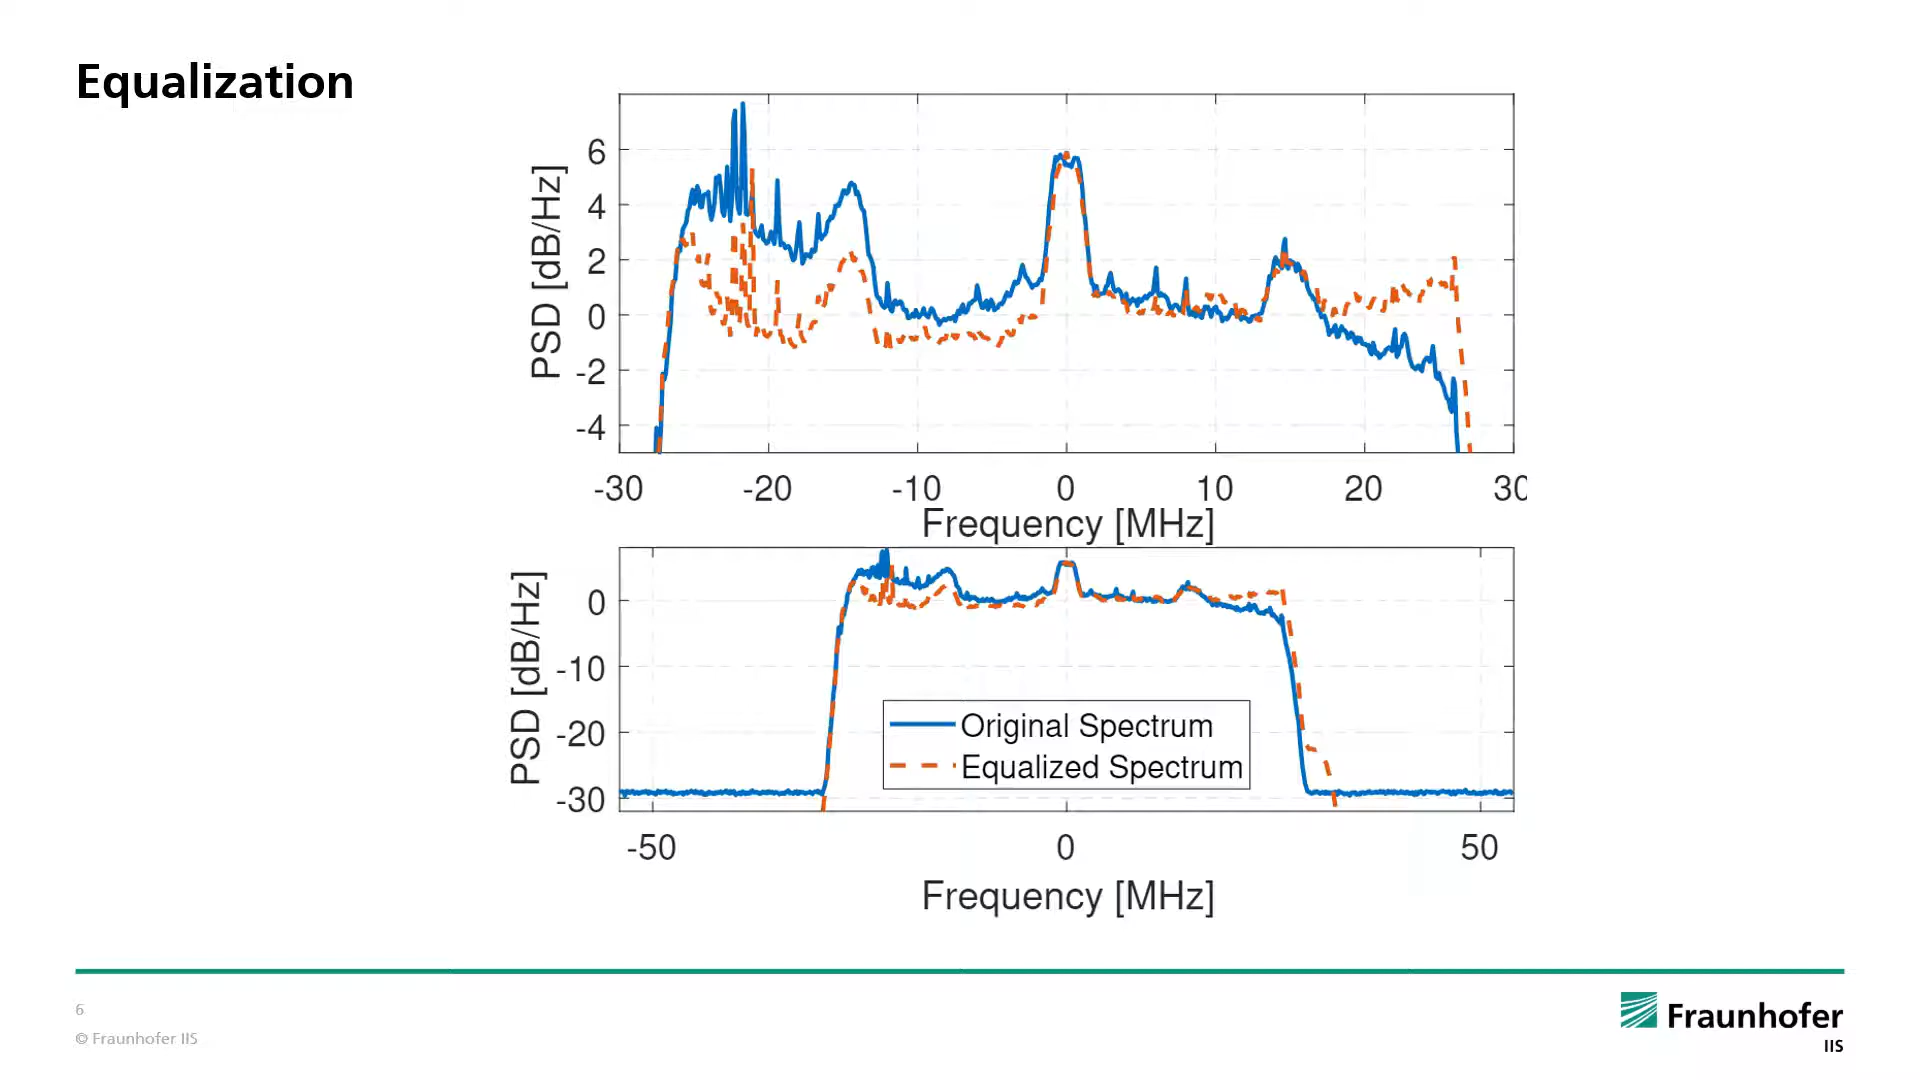 Equalization
PSD [dB/Hz]
6
4
2
0
-2
-4
-30 -20 -10 0 10 20 30
Frequency [MHz]
PSD [dB/Hz]
0
-10
-20
-30
Original Spectrum
Equalized Spectrum
-50 0 50
Frequency [MHz]
6
© Fraunhofer IIS
Fraunhofer
IIS